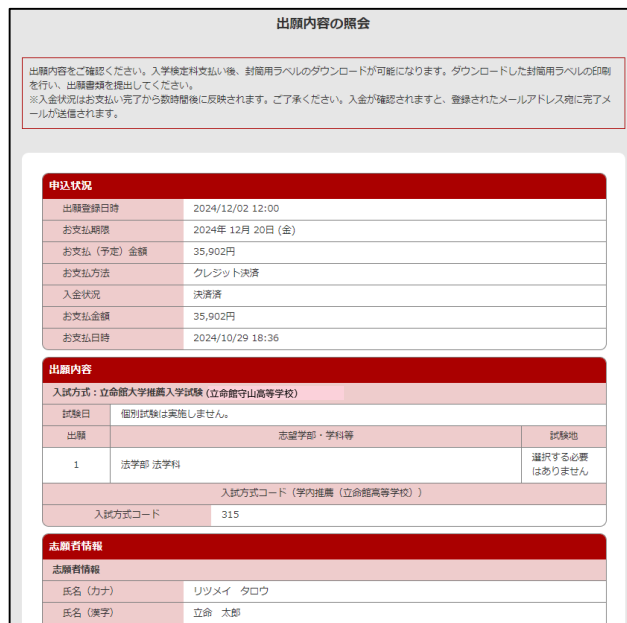 出願内容の照会
出願内容をご確認ください。入学検定料支払い後、封筒用ラベルのダウンロードが可能になります。ダウンロードした封筒用ラベルの印刷
を行い、出願書類を提出してください。
※入金状況はお支払い完了から数時間後に反映されます。ご了承ください。入金が確認されますと、登録されたメールアドレス宛に完了メ
ールが送信されます。
申込状況
出願登録日時 2024/12/02 12:00
お支払期限 2024年 12月 20日 (金)
お支払（予定）金額 35,902円
お支払方法 クレジット決済
入金状況 決済済
お支払金額 35,902円
お支払日時 2024/10/29 18:36
出願内容
入試方式：立命館大学推薦入学試験 (立命館守山高等学校)
試験日 個別試験は実施しません。
出願 志望学部・学科等 試験地
1 法学部 法学科 選択する必要
はありません
入試方式コード（学内推薦（立命館高等学校））
入試方式コード 315
志願者情報
志願者情報
氏名（カナ） リツメイ タロウ
氏名（漢字） 立命 太郎